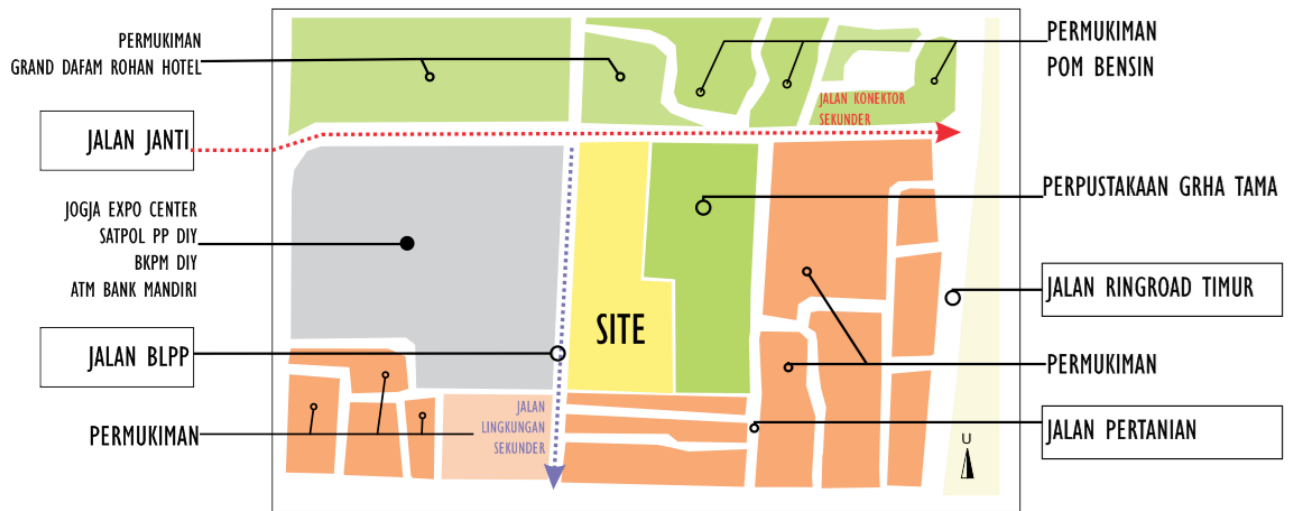 PERMUKIMAN
GRAND DAFAM ROHAN HOTEL
PERMUKIMAN
POM BENSIN
JALAN KONEKTOR
SEKUNDER
JALAN JANTI
PERPUSTAKAAN GRHA TAMA
JOGJA EXPO CENTER
SATPOL PP DIY
BKPM DIY
ATM BANK MANDIRI
JALAN RINGROAD TIMUR
SITE
JALAN BLPP
PERMUKIMAN
JALAN
LINGKUNGAN
SEKUNDER
PERMUKIMAN
JALAN PERTANIAN
U